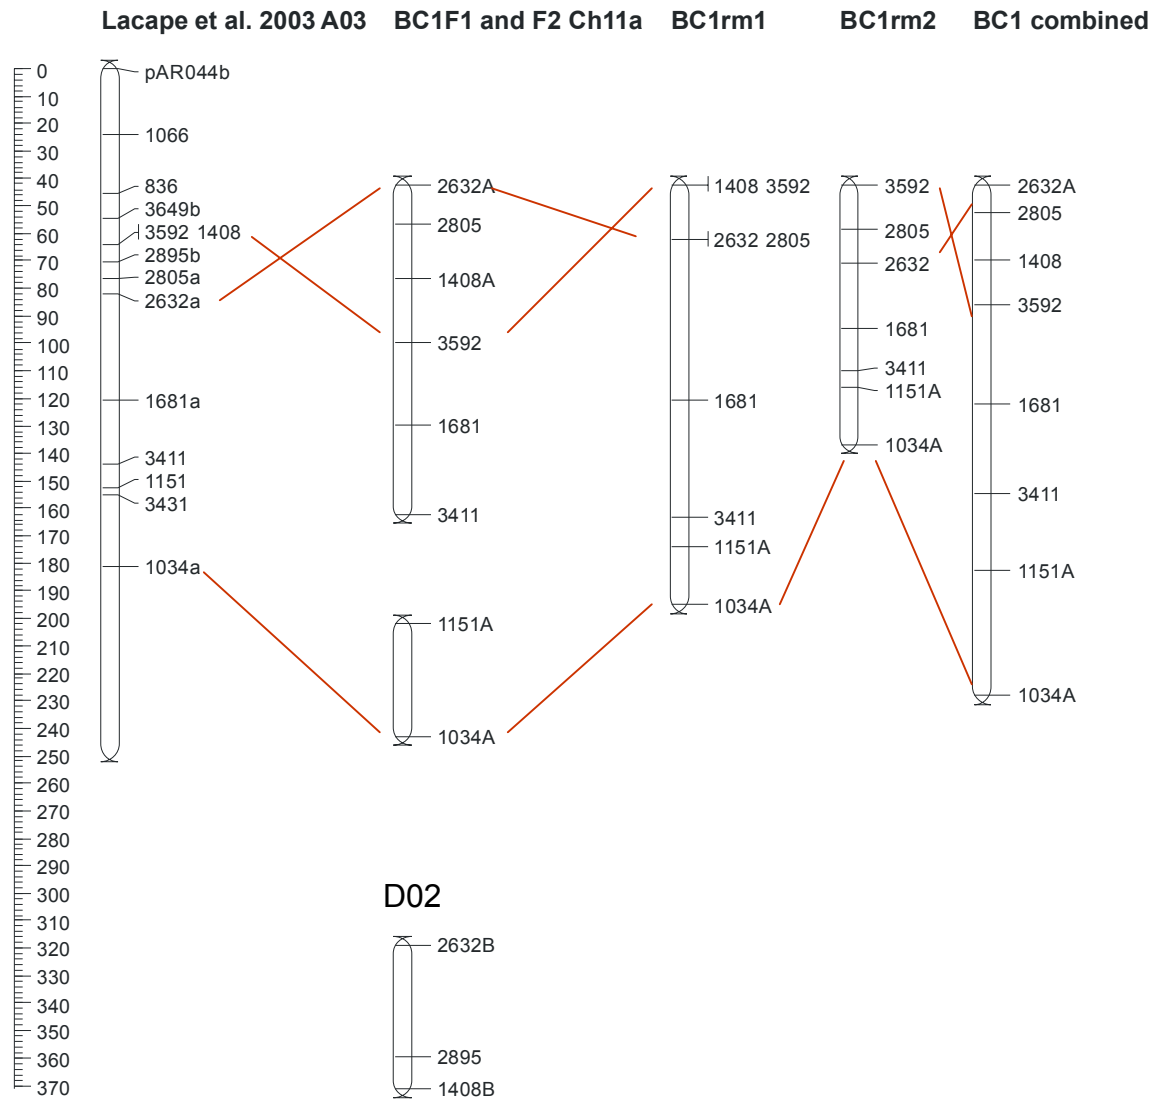 Lacape et al. 2003 A03 BC1F1 and F2 Ch11a BC1rm1 BC1rm2 BC1 combined
0
10
20
30
40
50
60
70
80
90
100
110
120
130
140
150
160
170
180
190
200
210
220
230
240
250
260
270
280
290
300
310
320
330
340
350
360
370
pAR044b
1066
836
3649b
3592 1408
2895b
2805a
2632a
1681a
3411
1151
3431
1034a
2632A
2805
1408A
3592
1681
3411
1151A
1034A
D02
2632B
2895
1408B
1408 3592
2632 2805
1681
3411
1151A
1034A
3592
2805
2632
1681
3411
1151A
1034A
2632A
2805
1408
3592
1681
3411
1151A
1034A